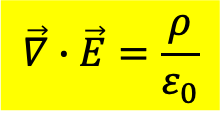 ∇⃗ · E⃗ = ρ/ε₀